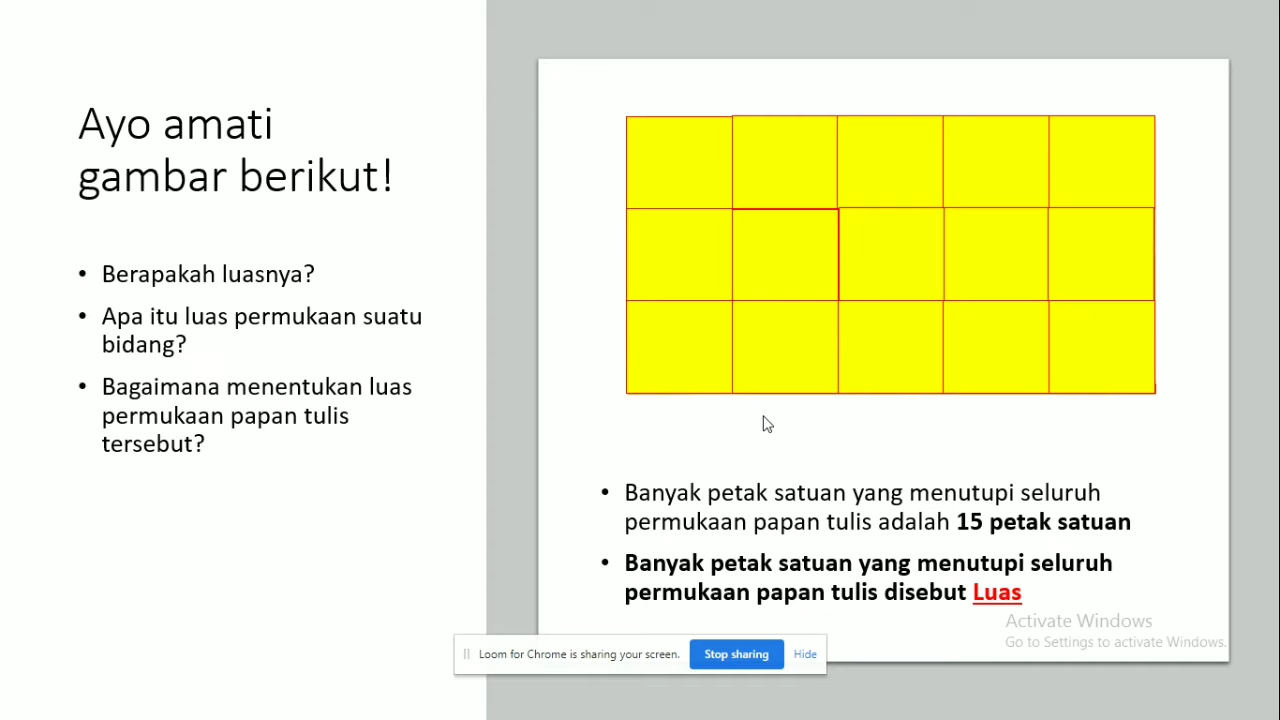 Ayo amati
gambar berikut!
• Berapakah luasnya?
• Apa itu luas permukaan suatu
bidang?
• Bagaimana menentukan luas
permukaan papan tulis
tersebut?
• Banyak petak satuan yang menutupi seluruh
permukaan papan tulis adalah 15 petak satuan
• Banyak petak satuan yang menutupi seluruh
permukaan papan tulis disebut Luas
Activate Windows
Go to Settings to activate Windows.
Loom for Chrome is sharing your screen. Stop sharing Hide